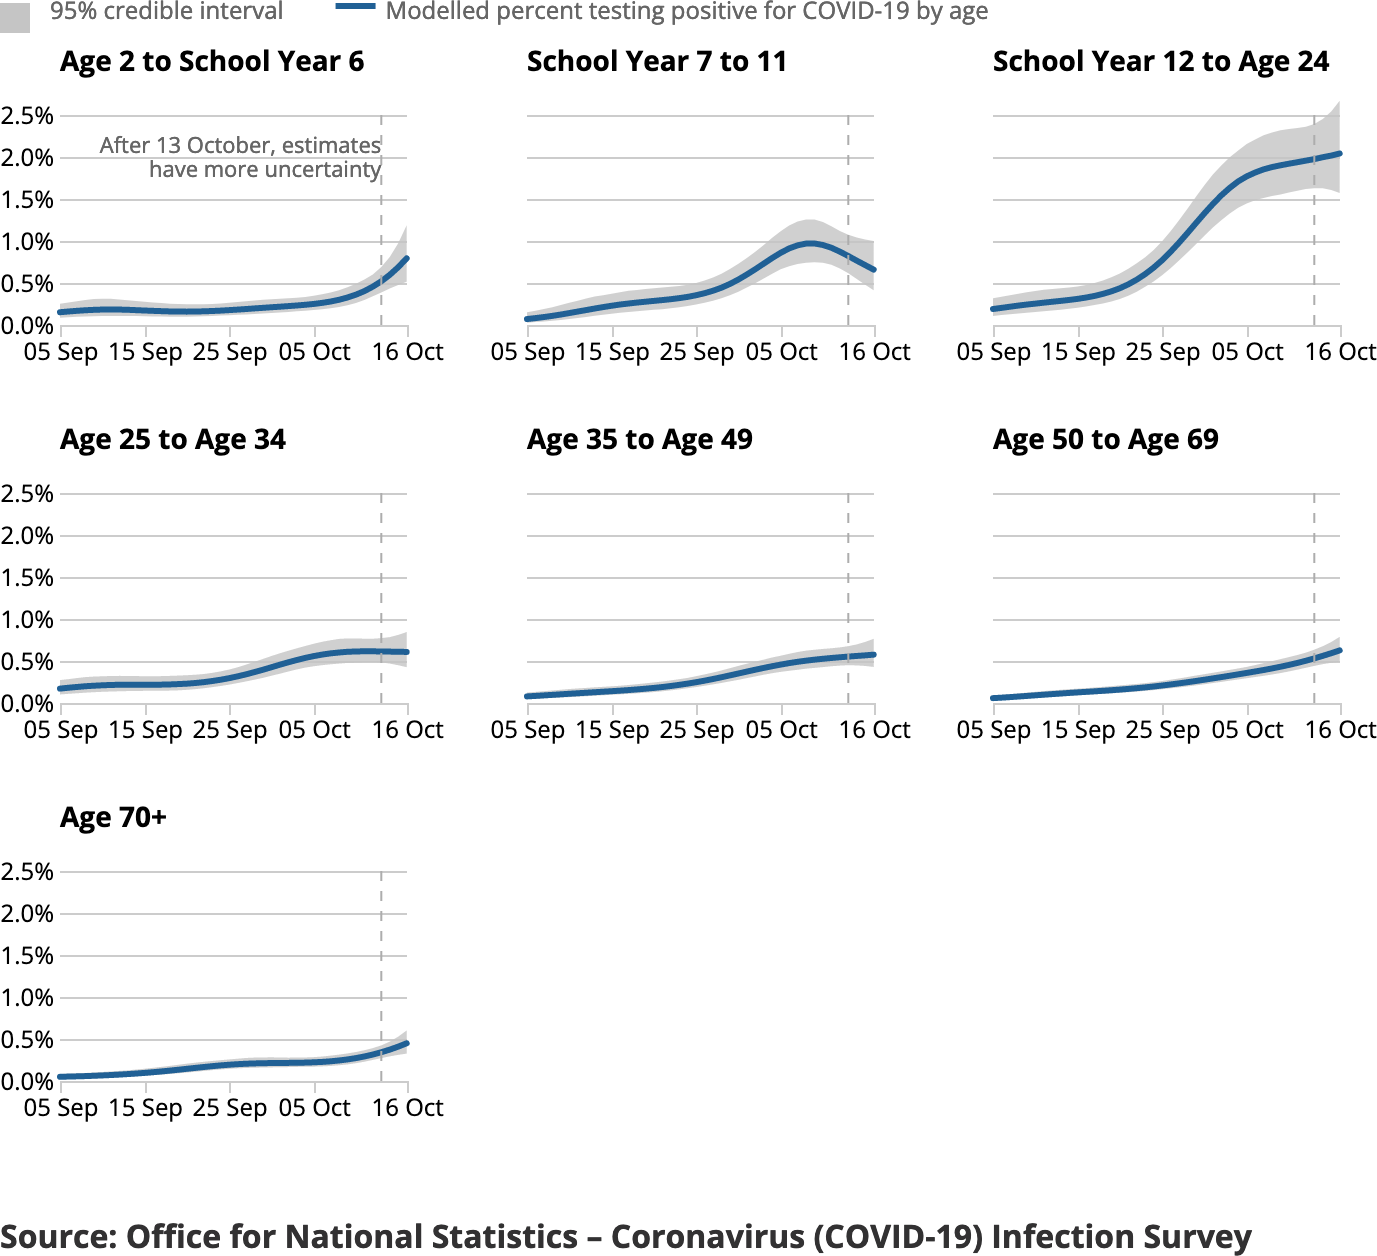 95% credible interval
Modelled percent testing positive for COVID-19 by age
Age 2 to School Year 6
School Year 7 to 11
School Year 12 to Age 24
2.5%
2.0%
1.5%
1.0%
0.5%
0.0%
After 13 October, estimates
have more uncertainty
05 Sep 15 Sep 25 Sep 05 Oct 16 Oct
05 Sep 15 Sep 25 Sep 05 Oct 16 Oct
05 Sep 15 Sep 25 Sep 05 Oct 16 Oct
Age 25 to Age 34
Age 35 to Age 49
Age 50 to Age 69
2.5%
2.0%
1.5%
1.0%
0.5%
0.0%
05 Sep 15 Sep 25 Sep 05 Oct 16 Oct
05 Sep 15 Sep 25 Sep 05 Oct 16 Oct
05 Sep 15 Sep 25 Sep 05 Oct 16 Oct
Age 70+
2.5%
2.0%
1.5%
1.0%
0.5%
0.0%
05 Sep 15 Sep 25 Sep 05 Oct 16 Oct
Source: Office for National Statistics – Coronavirus (COVID-19) Infection Survey